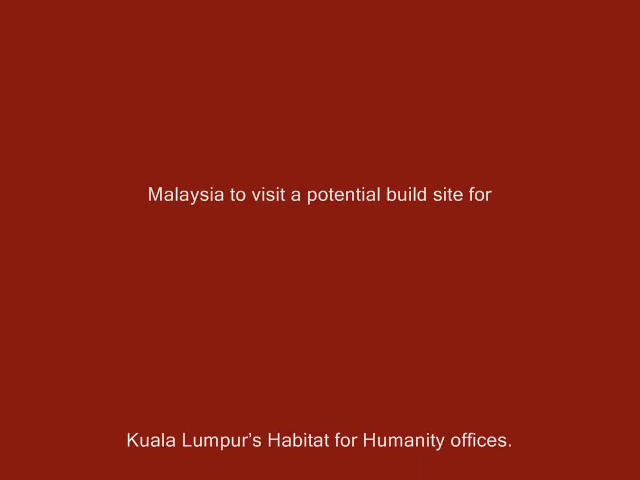 Malaysia to visit a potential build site for
Kuala Lumpur’s Habitat for Humanity offices.